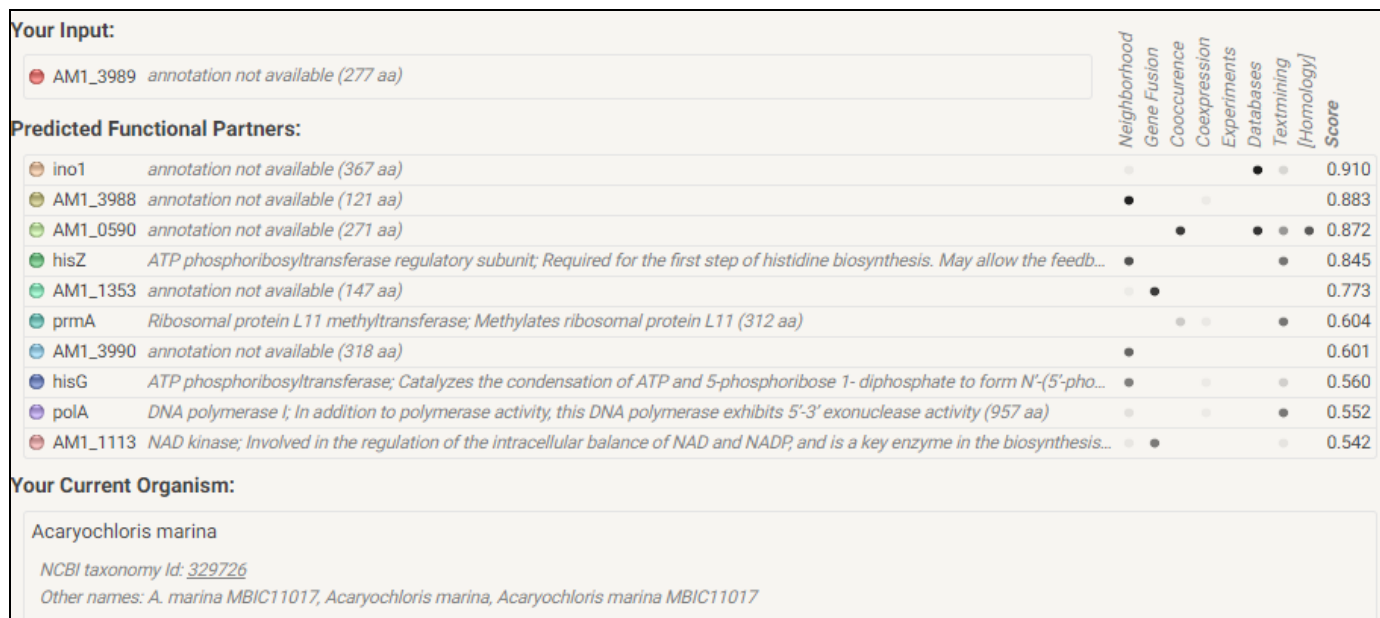 Your Input:
AM1_3989 annotation not available (277 aa)
Neighborhood
Gene Fusion
Cooccurence
Coexpression
Experiments
Databases
Textmining
[Homology]
Score
Predicted Functional Partners:
ino1 annotation not available (367 aa) 0.910
AM1_3988 annotation not available (121 aa) 0.883
AM1_0590 annotation not available (271 aa) 0.872
hisZ ATP phosphoribosyltransferase regulatory subunit; Required for the first step of histidine biosynthesis. May allow the feedb... 0.845
AM1_1353 annotation not available (147 aa) 0.773
prmA Ribosomal protein L11 methyltransferase; Methylates ribosomal protein L11 (312 aa) 0.604
AM1_3990 annotation not available (318 aa) 0.601
hisG ATP phosphoribosyltransferase; Catalyzes the condensation of ATP and 5-phosphoribose 1- diphosphate to form N'-(5'-pho... 0.560
polA DNA polymerase I; In addition to polymerase activity, this DNA polymerase exhibits 5'-3' exonuclease activity (957 aa) 0.552
AM1_1113 NAD kinase; Involved in the regulation of the intracellular balance of NAD and NADP, and is a key enzyme in the biosynthesis... 0.542
Your Current Organism:
Acaryochloris marina
NCBI taxonomy Id: 329726
Other names: A. marina MBIC11017, Acaryochloris marina, Acaryochloris marina MBIC11017